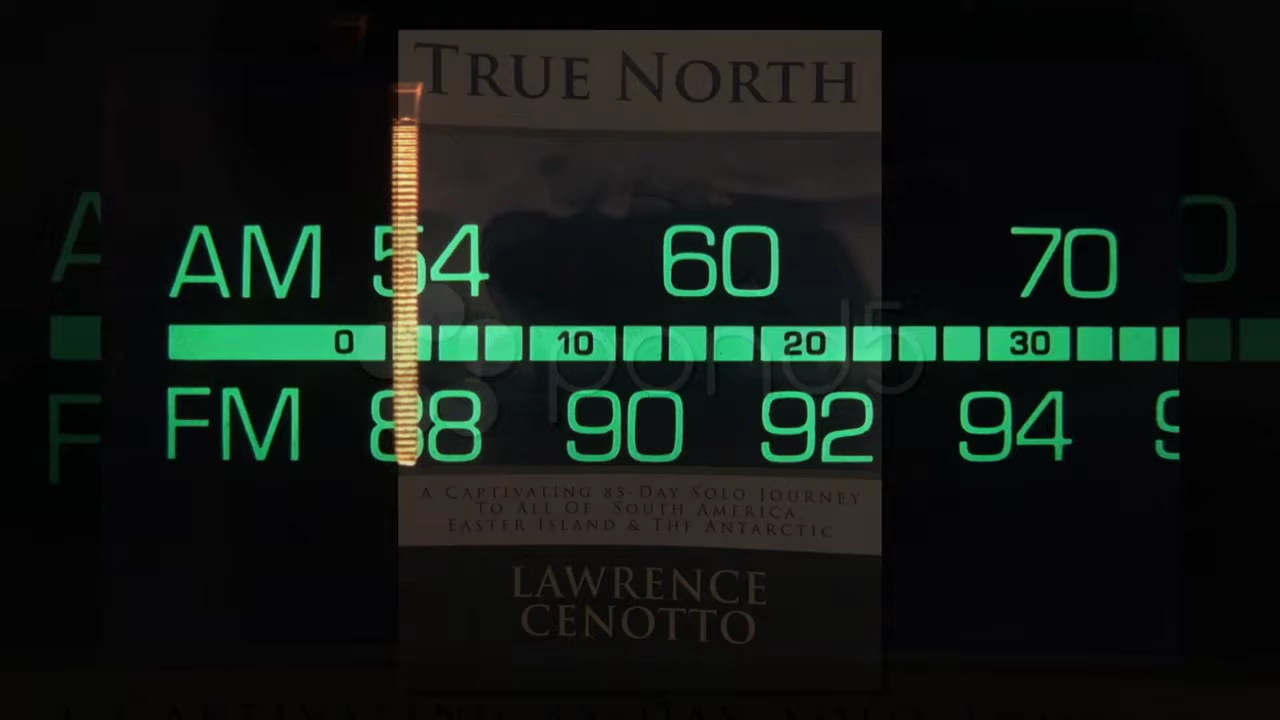 TRUE NORTH
AM 54 60 70
0 10 20 30
pond5
FM 88 90 92 94
A CAPTIVATING 85-DAY SOLO JOURNEY
TO ALL OF SOUTH AMERICA
EASTER ISLAND & THE ANTARCTIC
LAWRENCE
CENOTTO